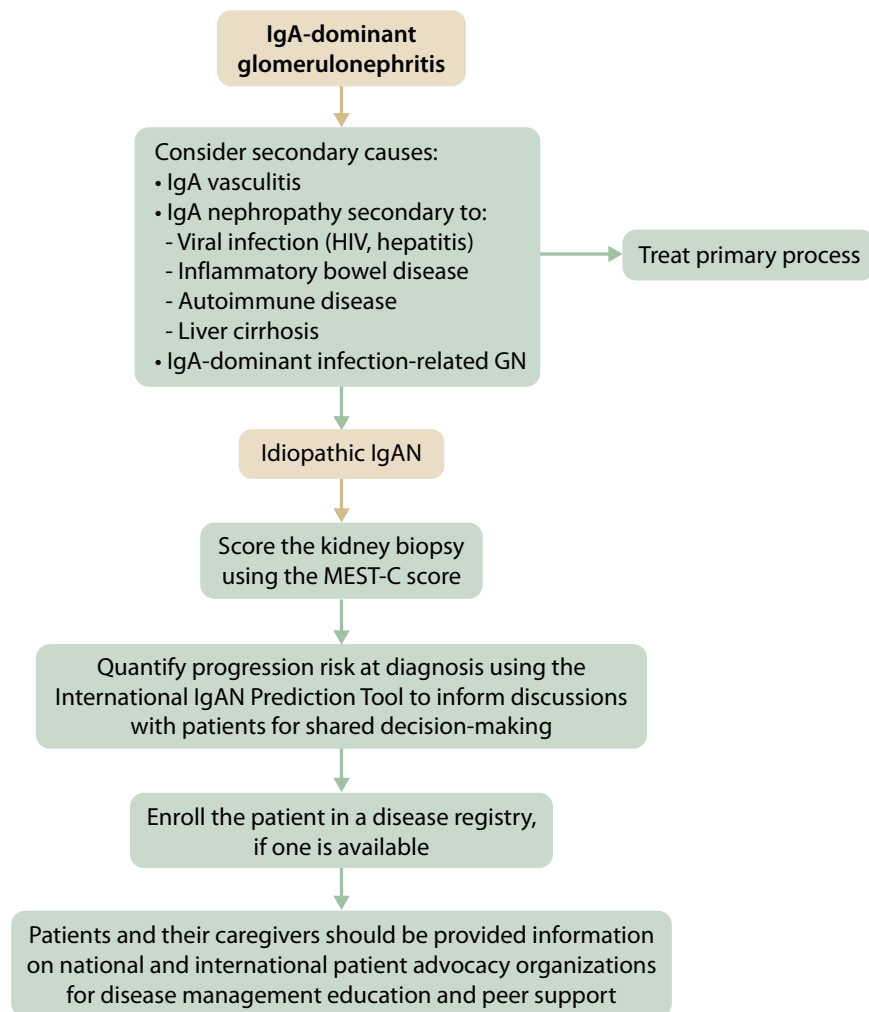 IgA-dominant
glomerulonephritis
Consider secondary causes:
• IgA vasculitis
• IgA nephropathy secondary to:
- Viral infection (HIV, hepatitis)
- Inflammatory bowel disease
- Autoimmune disease
- Liver cirrhosis
• IgA-dominant infection-related GN
Treat primary process
Idiopathic IgAN
Score the kidney biopsy
using the MEST-C score
Quantify progression risk at diagnosis using the
International IgAN Prediction Tool to inform discussions
with patients for shared decision-making
Enroll the patient in a disease registry,
if one is available
Patients and their caregivers should be provided information
on national and international patient advocacy organizations
for disease management education and peer support